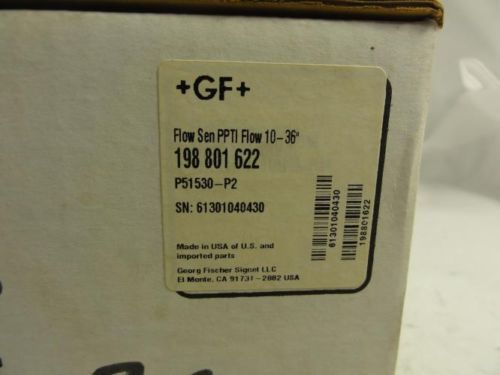 +GF+
Flow Sen PPTI Flow 10-36"
198 801 622
P51530-P2
SN: 61301040430
Made in USA of U.S. and
imported parts
Georg Fischer Signet LLC
El Monte, CA 91731-2882 USA
61301040430
198801622